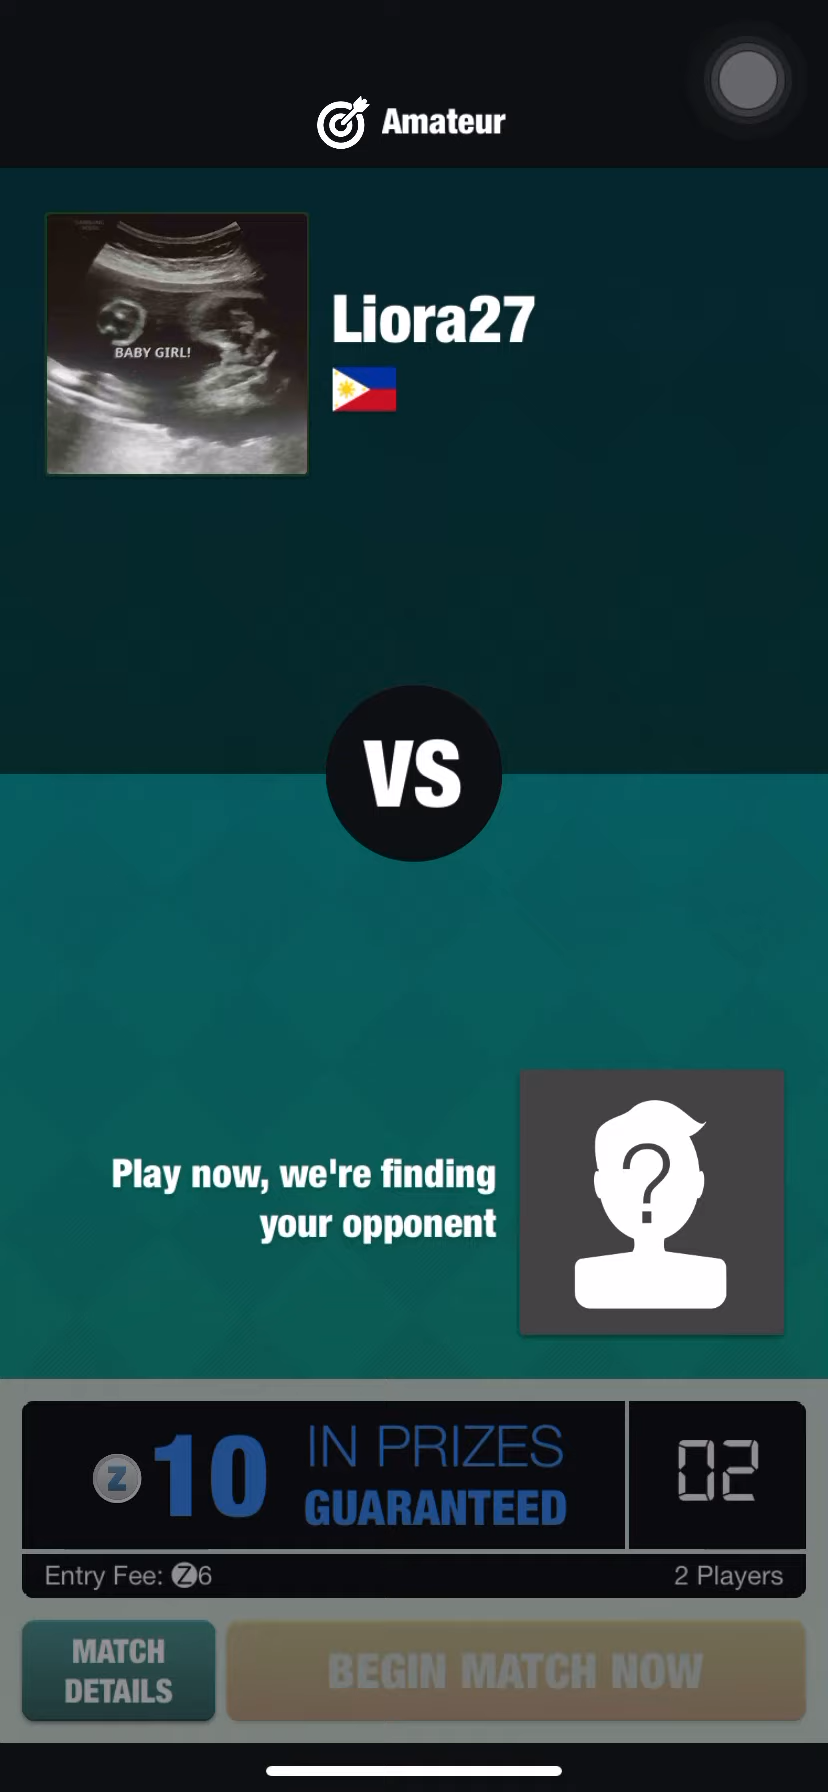 Amateur
BABY GIRL!
Liora27
VS
Play now, we're finding
your opponent
?
Z 10 IN PRIZES
GUARANTEED
02
Entry Fee: Z6
2 Players
MATCH
DETAILS
BEGIN MATCH NOW